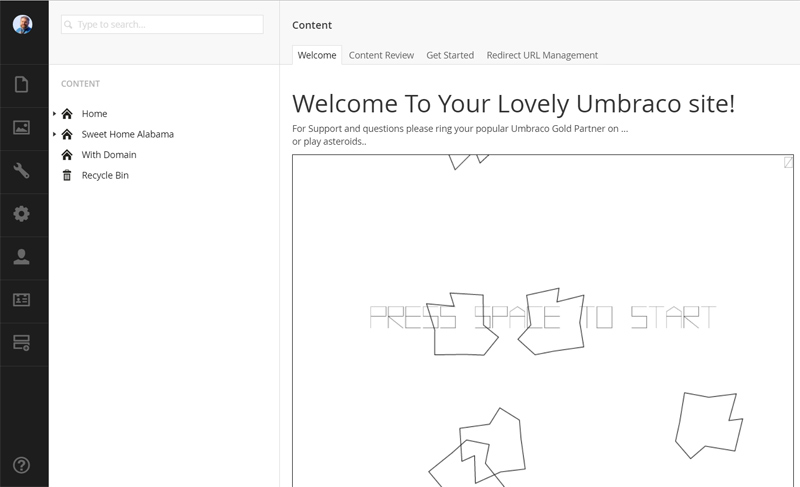 Type to search...
Content
Welcome
Content Review
Get Started
Redirect URL Management
CONTENT
Home
Sweet Home Alabama
With Domain
Recycle Bin
Welcome To Your Lovely Umbraco site!
For Support and questions please ring your popular Umbraco Gold Partner on ...
or play asteroids..
PRESS SPACE TO START